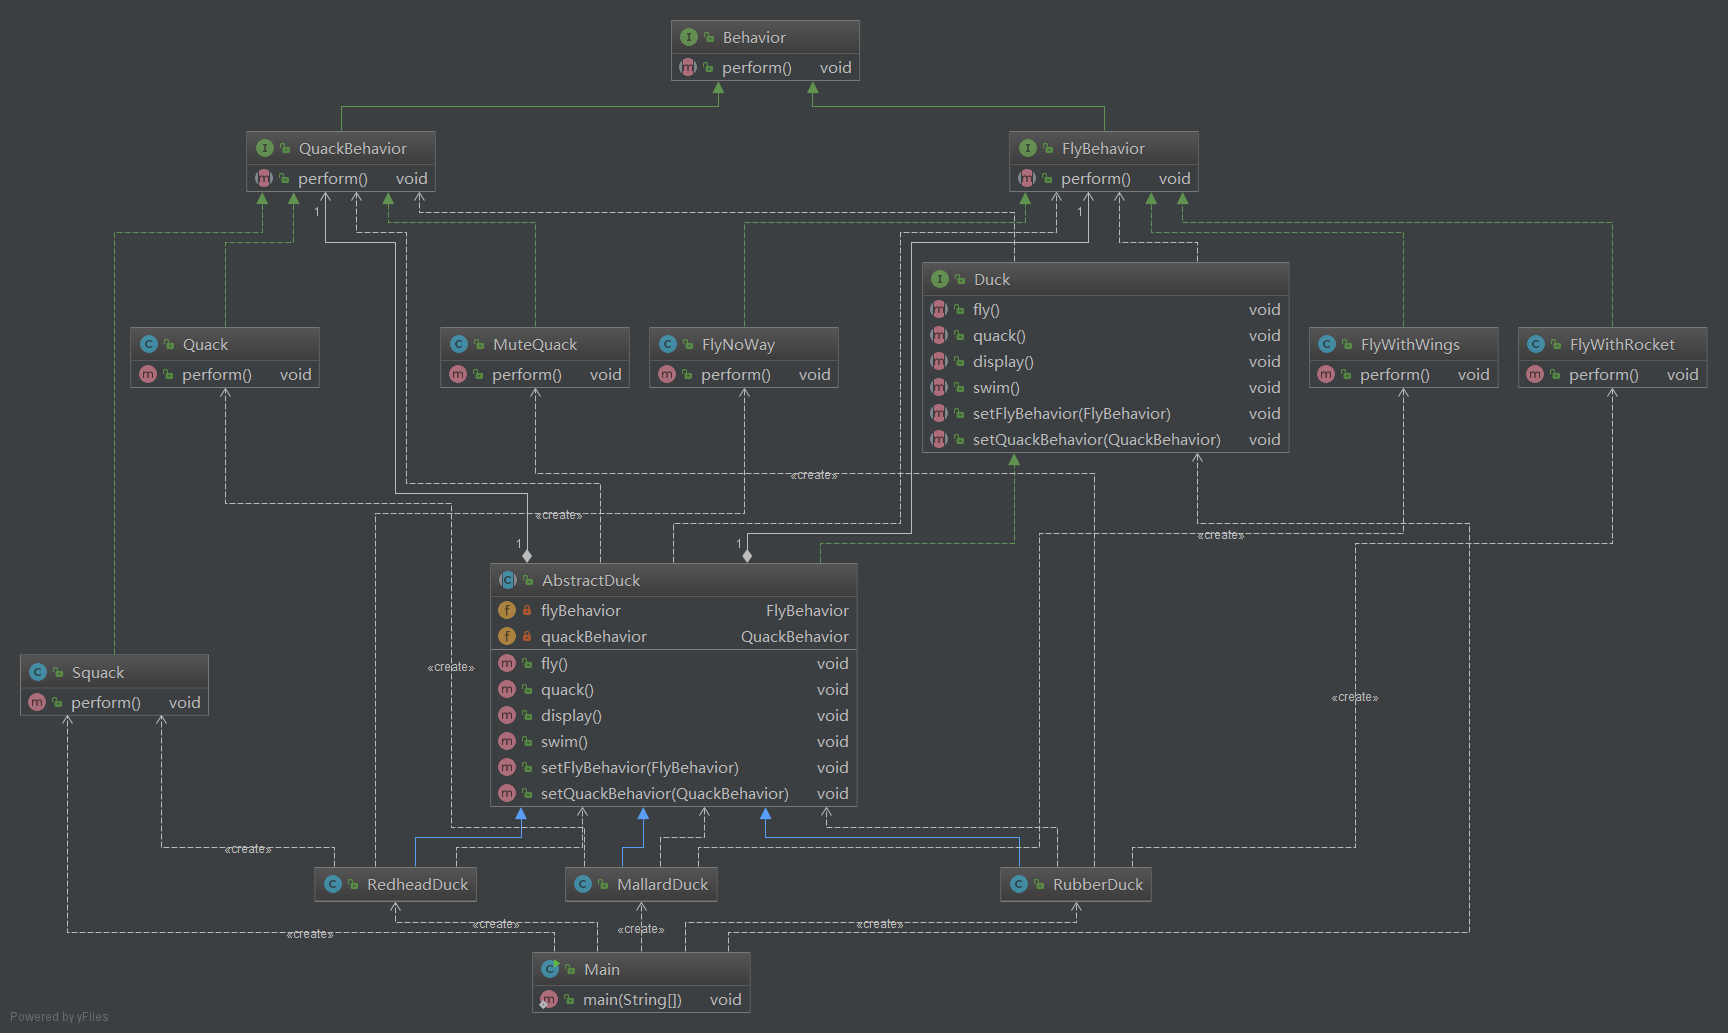 Behavior
perform() void
QuackBehavior
perform() void
FlyBehavior
perform() void
1
1
Duck
fly() void
quack() void
display() void
swim() void
setFlyBehavior(FlyBehavior) void
setQuackBehavior(QuackBehavior) void
Quack
perform() void
MuteQuack
perform() void
FlyNoWay
perform() void
FlyWithWings
perform() void
FlyWithRocket
perform() void
«create»
«create»
«create»
1
1
AbstractDuck
flyBehavior FlyBehavior
quackBehavior QuackBehavior
fly() void
quack() void
display() void
swim() void
setFlyBehavior(FlyBehavior) void
setQuackBehavior(QuackBehavior) void
«create»
Squack
perform() void
«create»
«create»
RedheadDuck
MallardDuck
RubberDuck
«create»
«create»
«create»
«create»
Main
main(String[]) void
Powered by yFiles